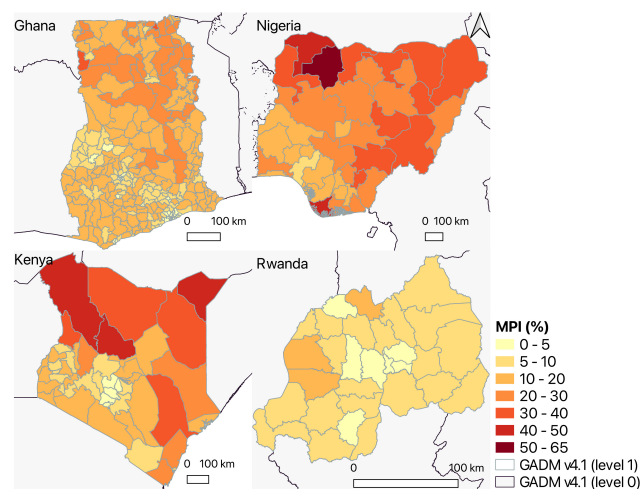 Ghana
Nigeria
0 100 km
0 100 km
Kenya
Rwanda
0 100 km
0 100 km
MPI (%)
0 - 5
5 - 10
10 - 20
20 - 30
30 - 40
40 - 50
50 - 65
GADM v4.1 (level 1)
GADM v4.1 (level 0)